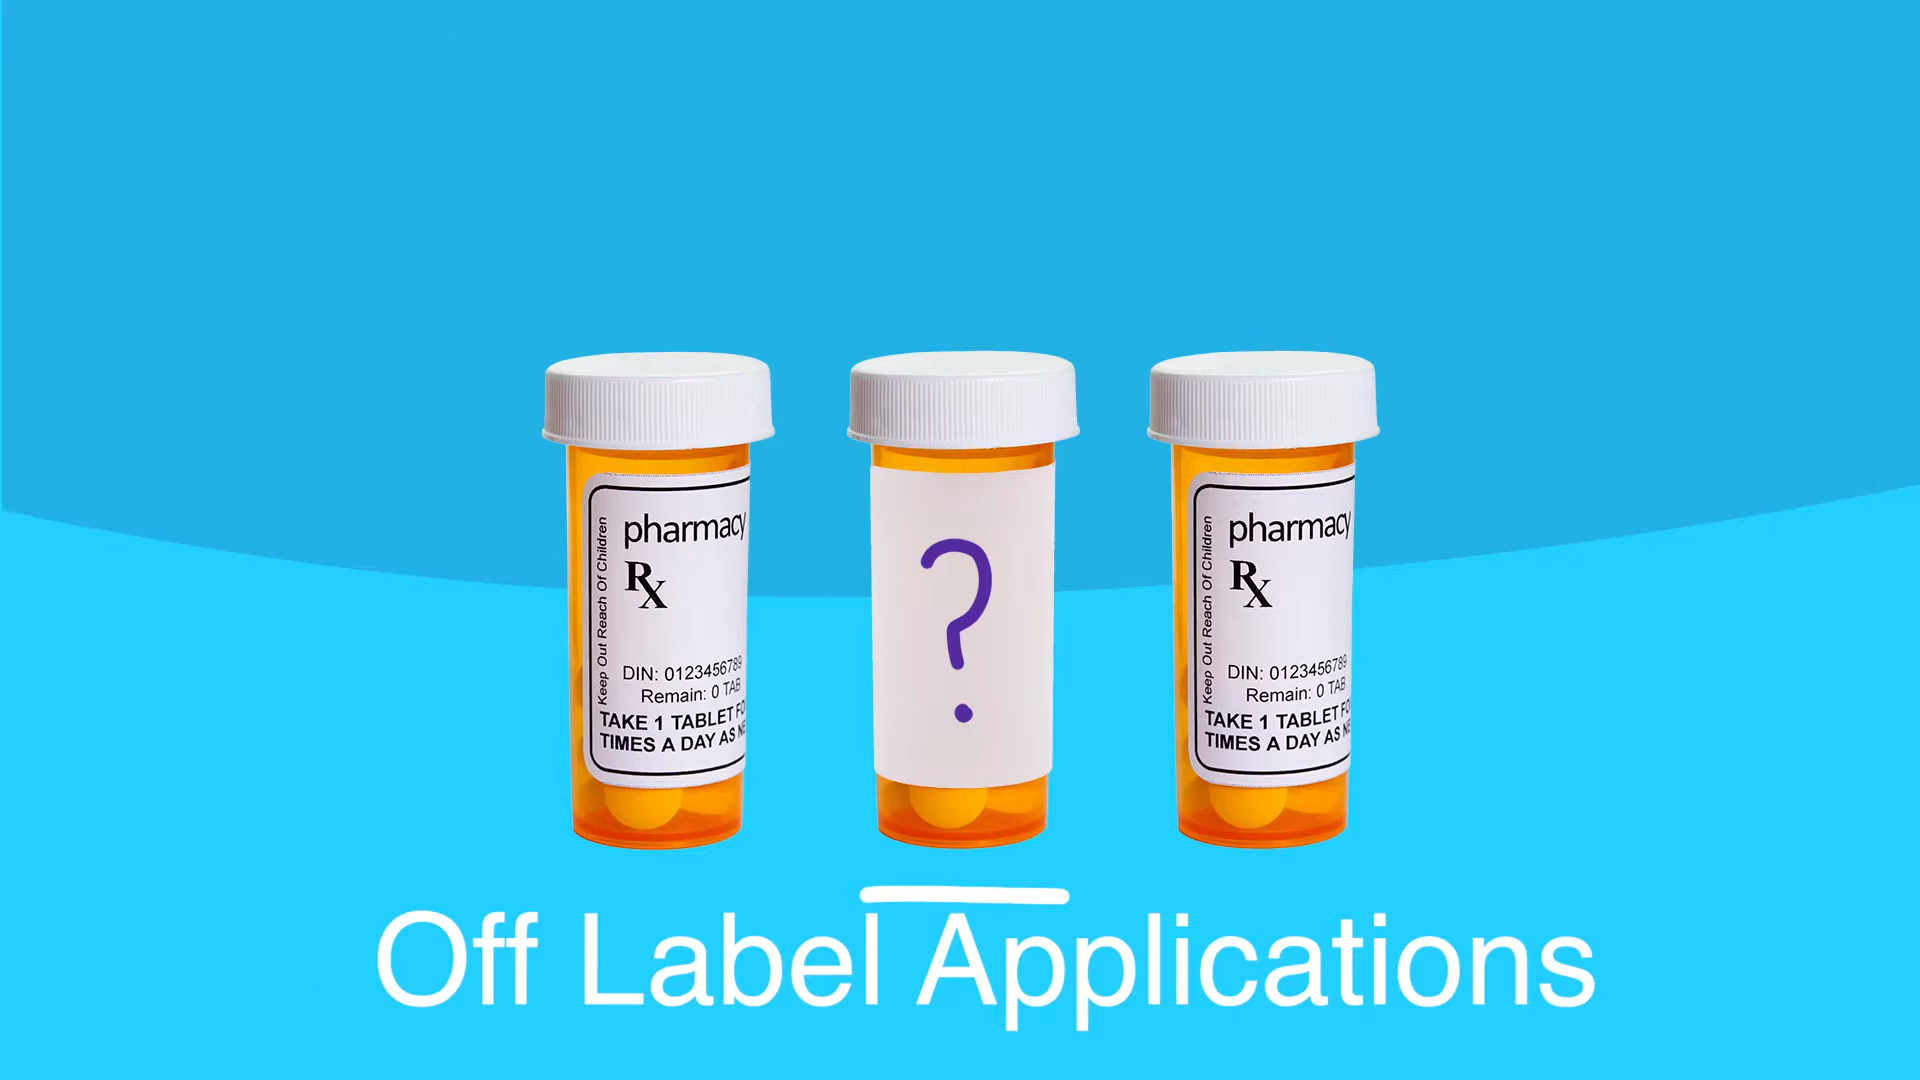 Keep Out Reach Of Children
pharmacy
Rx
DIN: 0123456789
Remain: 0 TAB
TAKE 1 TABLET
TIMES A DAY AS
?
Keep Out Reach Of Children
pharmacy
Rx
DIN: 0123456789
Remain: 0 TAB
TAKE 1 TABLET
TIMES A DAY AS
Off Label Applications